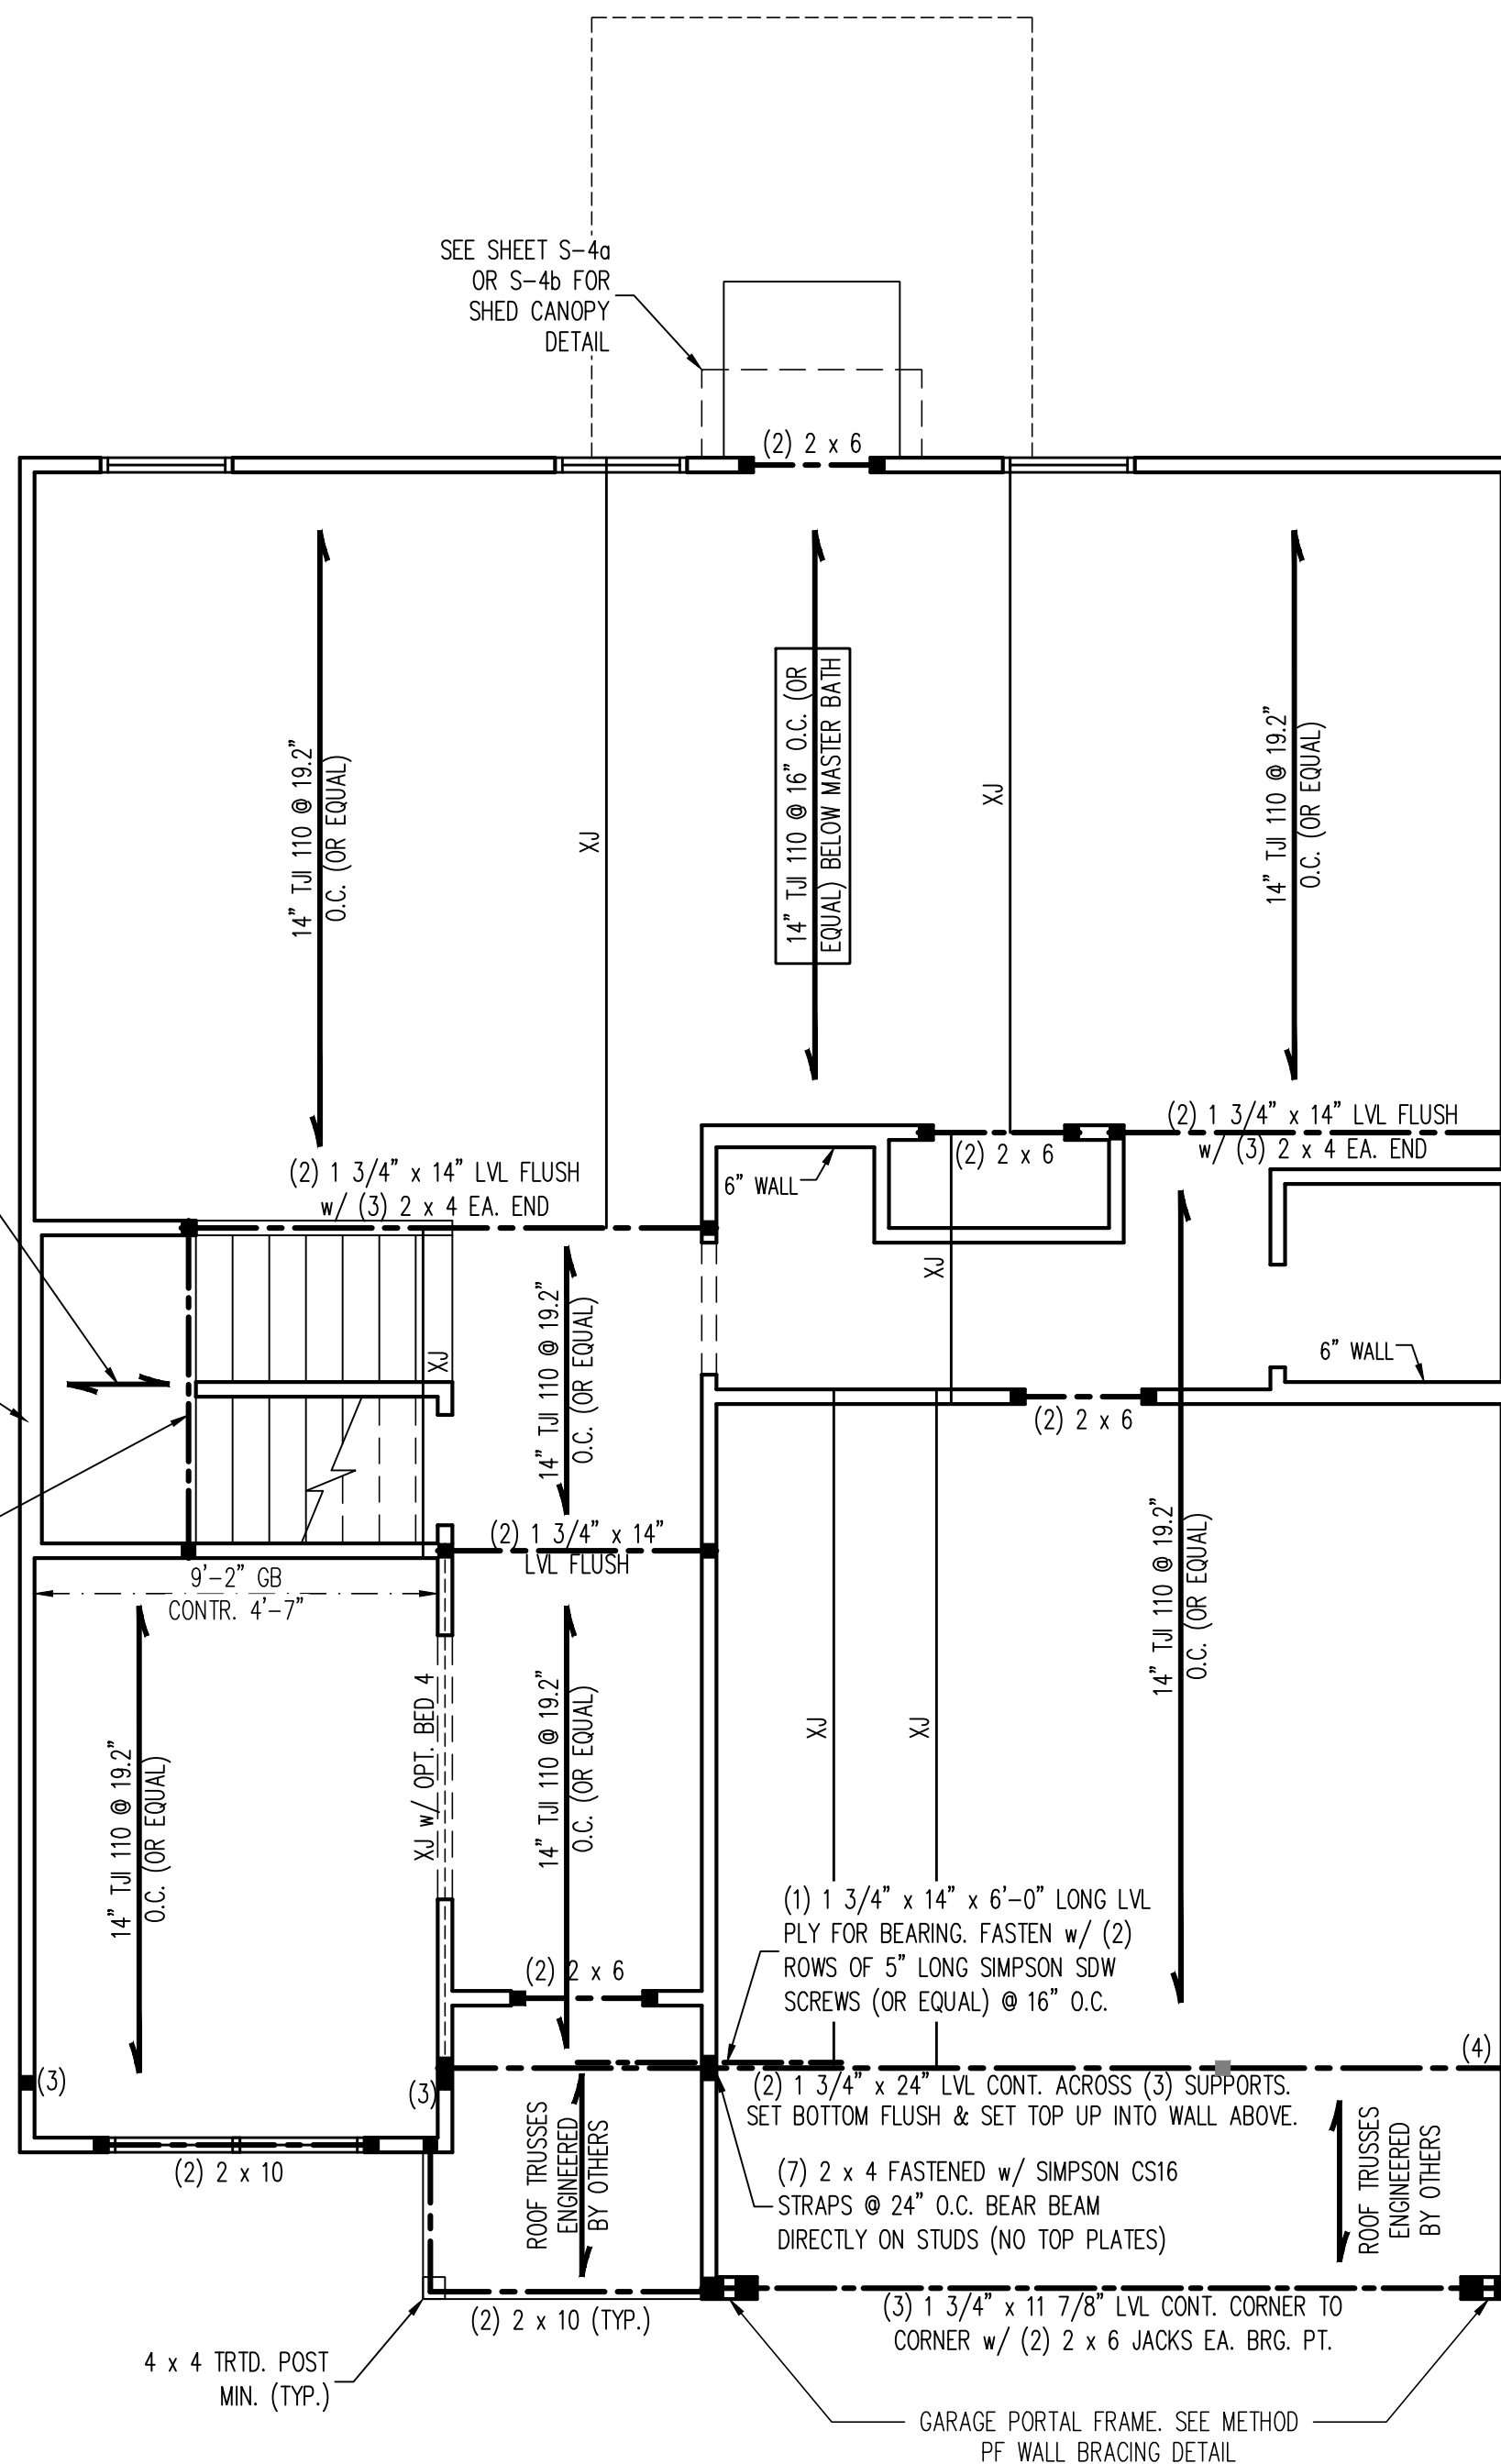 SEE SHEET S-4a
OR S-4b FOR
SHED CANOPY
DETAIL
(2) 2 x 6
14" TJI 110 @ 19.2"
O.C. (OR EQUAL)
XJ
14" TJI 110 @ 16" O.C. (OR
EQUAL) BELOW MASTER BATH
XJ
14" TJI 110 @ 19.2"
O.C. (OR EQUAL)
(2) 1 3/4" x 14" LVL FLUSH
w/ (3) 2 x 4 EA. END
(2) 1 3/4" x 14" LVL FLUSH
w/ (3) 2 x 4 EA. END
6" WALL
(2) 2 x 6
XJ
XJ
14" TJI 110 @ 19.2"
O.C. (OR EQUAL)
6" WALL
(2) 2 x 6
(2) 1 3/4" x 14"
LVL FLUSH
9'-2" GB
CONTR. 4'-7"
14" TJI 110 @ 19.2"
O.C. (OR EQUAL)
XJ w/ OPT. BED 4
14" TJI 110 @ 19.2"
O.C. (OR EQUAL)
XJ
XJ
14" TJI 110 @ 19.2"
O.C. (OR EQUAL)
(1) 1 3/4" x 14" x 6'-0" LONG LVL
PLY FOR BEARING. FASTEN w/ (2)
ROWS OF 5" LONG SIMPSON SDW
SCREWS (OR EQUAL) @ 16" O.C.
(2) 2 x 6
(4)
(3)
(3)
(2) 1 3/4" x 24" LVL CONT. ACROSS (3) SUPPORTS.
SET BOTTOM FLUSH & SET TOP UP INTO WALL ABOVE.
ROOF TRUSSES
ENGINEERED
BY OTHERS
ROOF TRUSSES
ENGINEERED
BY OTHERS
(2) 2 x 10
(7) 2 x 4 FASTENED w/ SIMPSON CS16
STRAPS @ 24" O.C. BEAR BEAM
DIRECTLY ON STUDS (NO TOP PLATES)
(2) 2 x 10 (TYP.)
(3) 1 3/4" x 11 7/8" LVL CONT. CORNER TO
CORNER w/ (2) 2 x 6 JACKS EA. BRG. PT.
4 x 4 TRTD. POST
MIN. (TYP.)
GARAGE PORTAL FRAME. SEE METHOD
PF WALL BRACING DETAIL